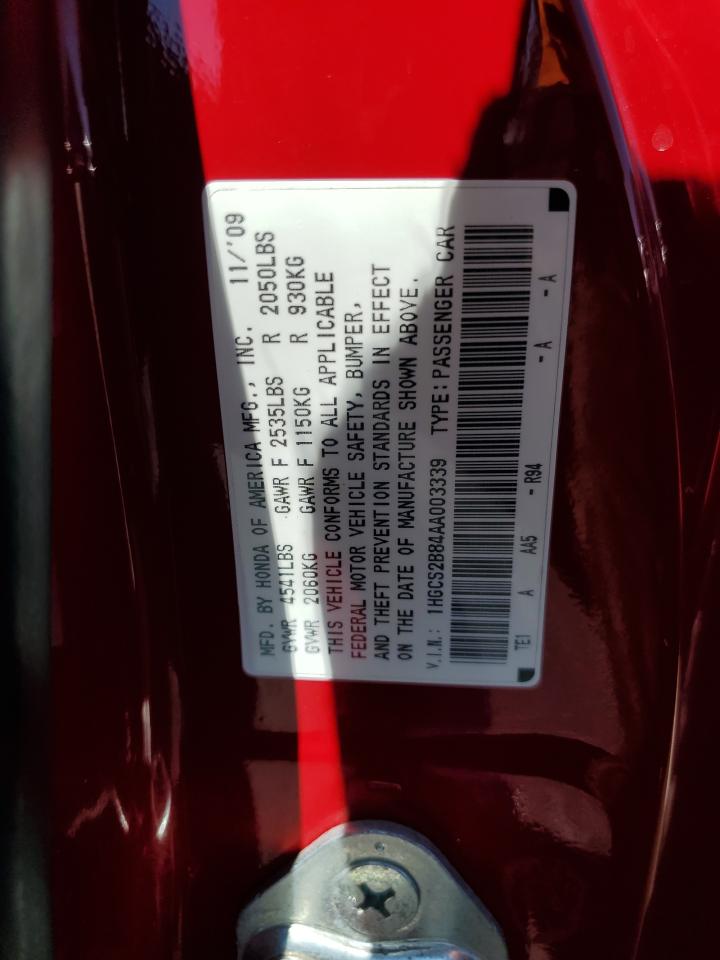 MFD. BY HONDA OF AMERICA MFG., INC. 11/'09
GVWR 4541LBS GAWR F 2535LBS R 2050LBS
GVWR 2060KG GAWR F 1150KG R 930KG
THIS VEHICLE CONFORMS TO ALL APPLICABLE
FEDERAL MOTOR VEHICLE SAFETY, BUMPER,
AND THEFT PREVENTION STANDARDS IN EFFECT
ON THE DATE OF MANUFACTURE SHOWN ABOVE.
V.I.N.: 1HGCS2B84AA003339 TYPE: PASSENGER CAR
TE1 A AA5 - R94 - A - A